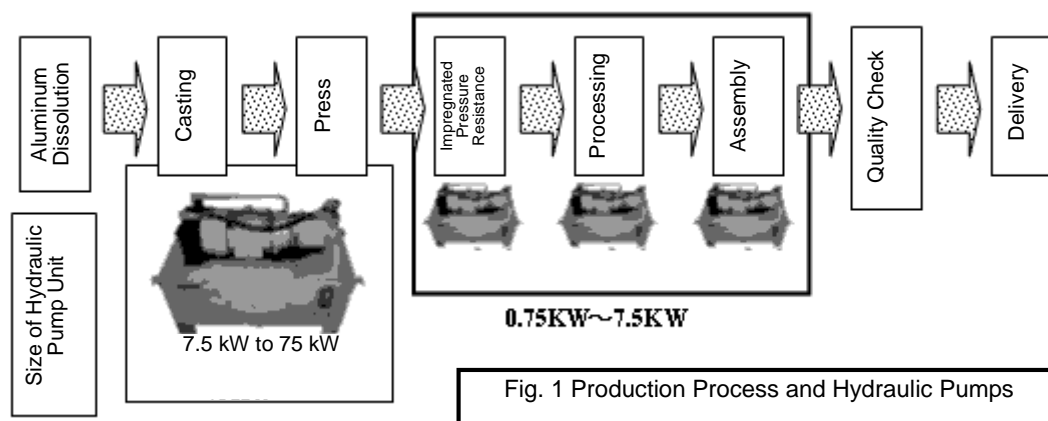 Aluminum
Dissolution
Casting
Press
Impregnated
Pressure
Resistance
Processing
Assembly
Quality Check
Delivery
Size of Hydraulic
Pump Unit
7.5 kW to 75 kW
0.75KW～7.5KW
Fig. 1 Production Process and Hydraulic Pumps